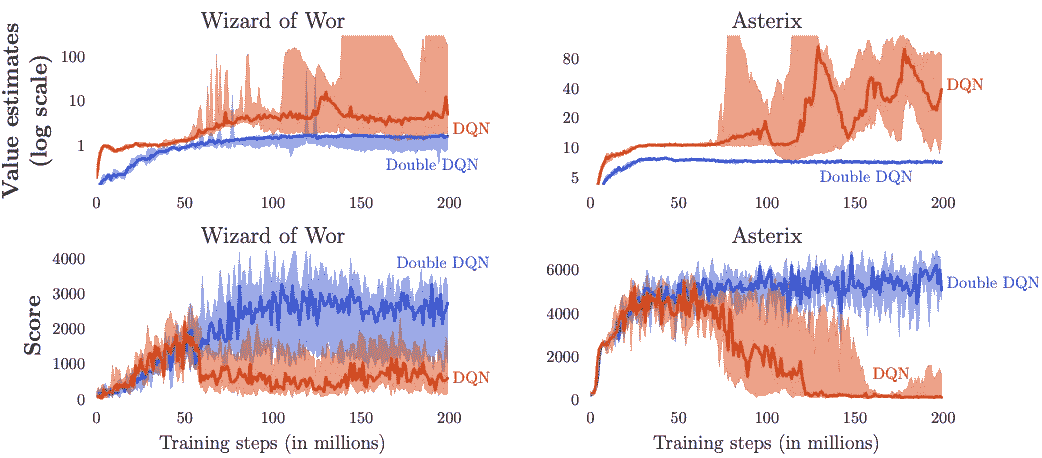 Wizard of Wor
Asterix
Value estimates
(log scale)
100
10
1
DQN
Double DQN
0 50 100 150 200
80
40
20
10
5
DQN
Double DQN
0 50 100 150 200
Wizard of Wor
Asterix
Score
4000
3000
2000
1000
0
Double DQN
DQN
0 50 100 150 200
Training steps (in millions)
6000
4000
2000
0
Double DQN
DQN
0 50 100 150 200
Training steps (in millions)